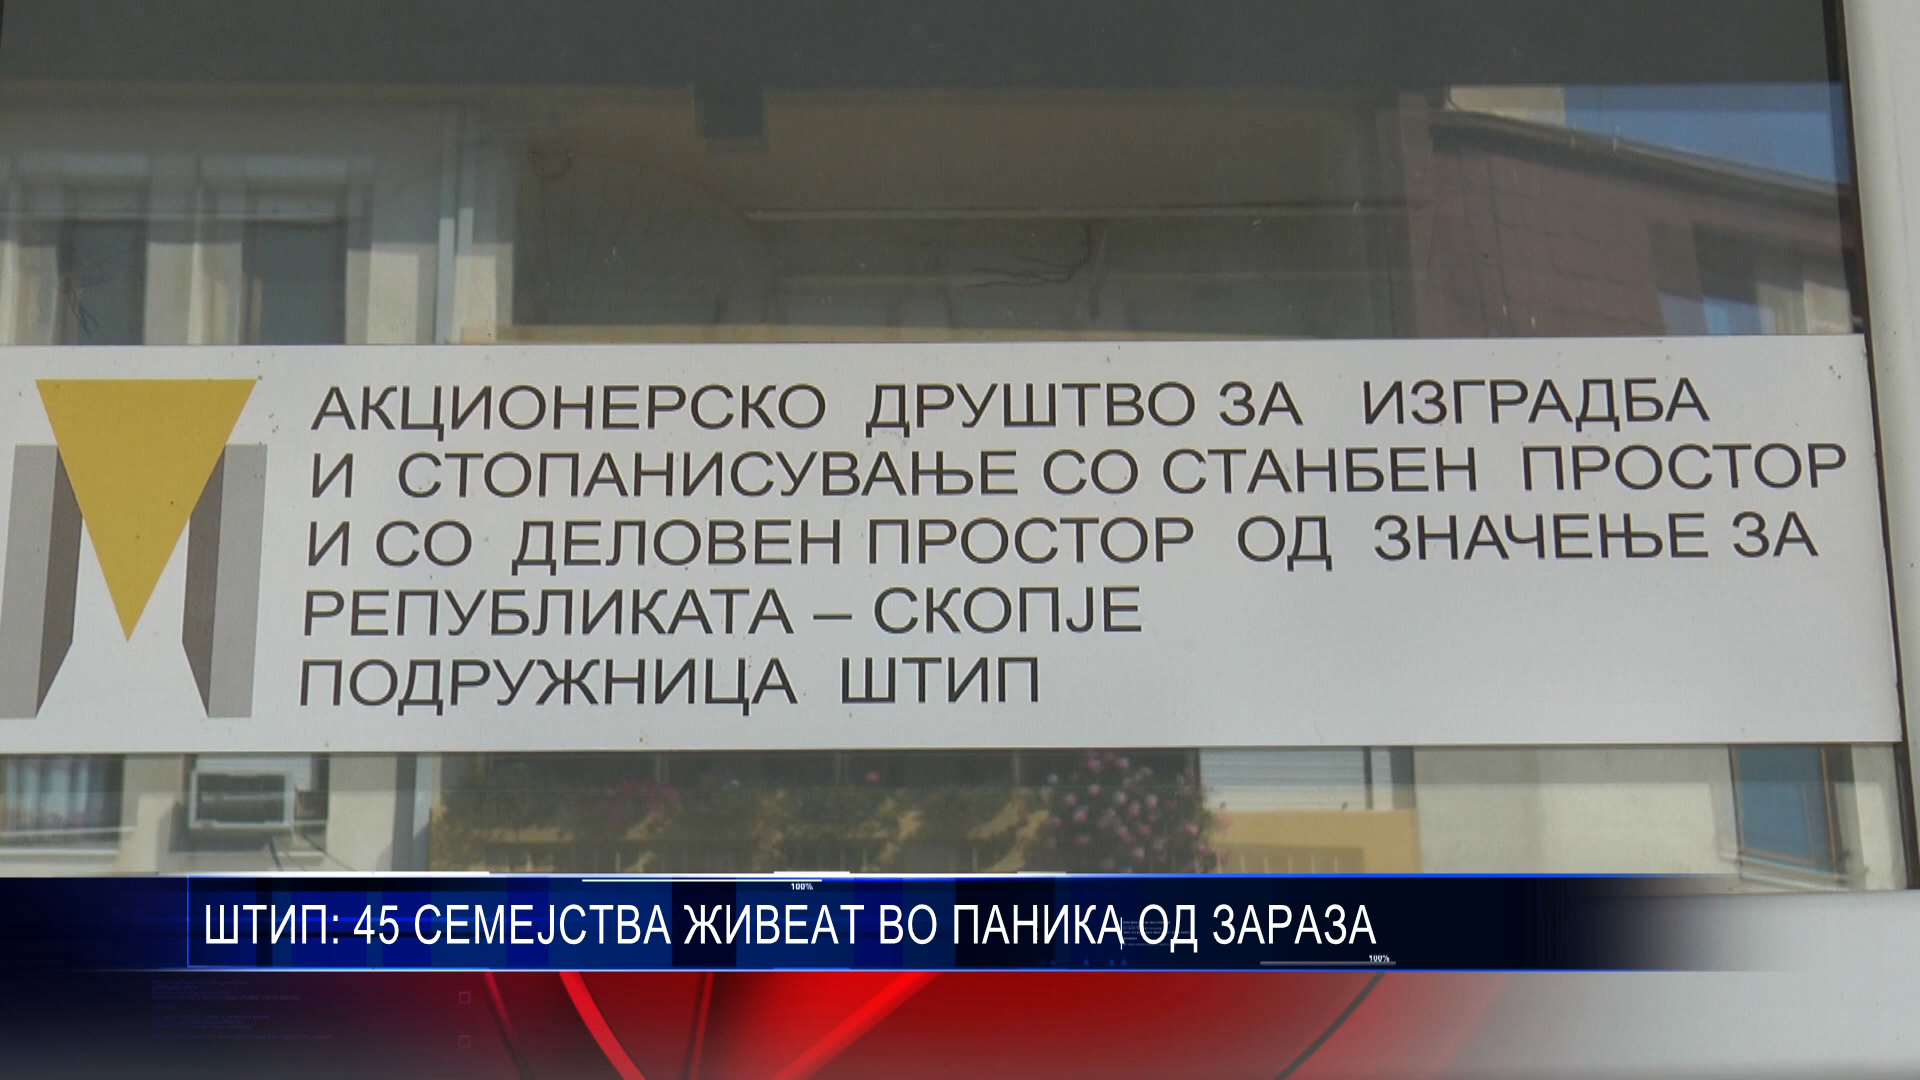 АКЦИОНЕРСКО ДРУШТВО ЗА ИЗГРАДБА
И СТОПАНИСУВАЊЕ СО СТАНБЕН ПРОСТОР
И СО ДЕЛОВЕН ПРОСТОР ОД ЗНАЧЕЊЕ ЗА
РЕПУБЛИКАТА – СКОПЈЕ
ПОДРУЖНИЦА ШТИП
100%
ШТИП: 45 СЕМЕЈСТВА ЖИВЕАТ ВО ПАНИКА ОД ЗАРАЗА
100%